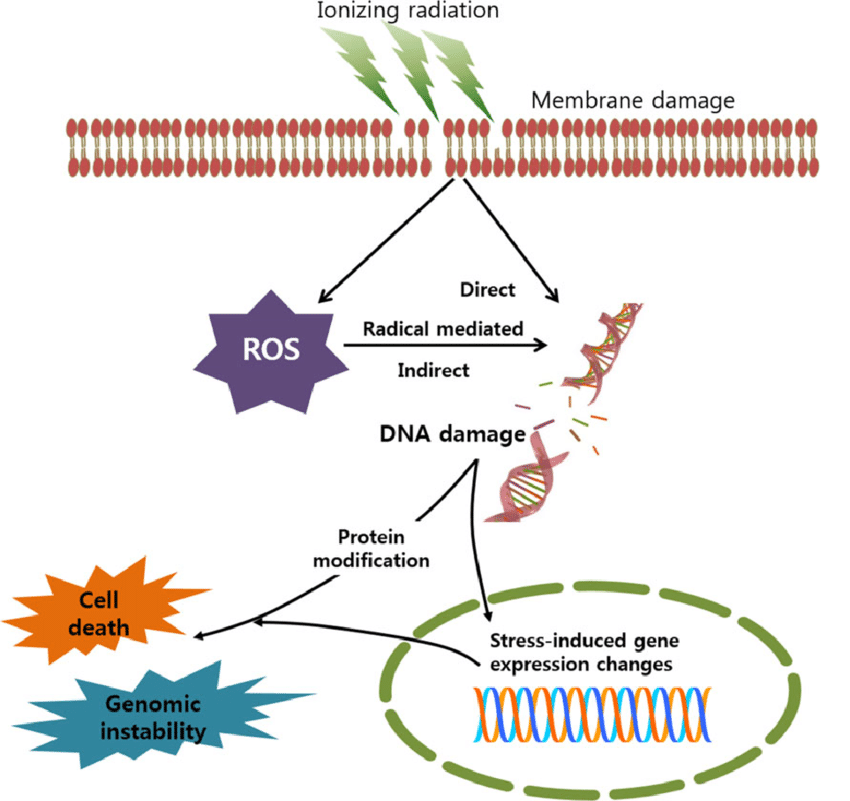 Ionizing radiation
Membrane damage
Direct
ROS
Radical mediated
Indirect
DNA damage
Protein
modification
Cell
death
Stress-induced gene
expression changes
Genomic
instability